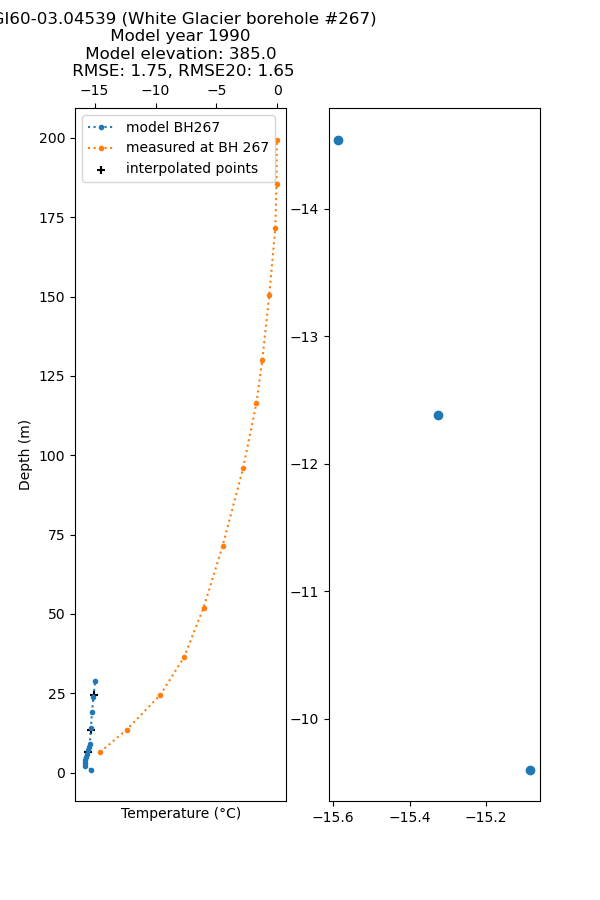 GI60-03.04539 (White Glacier borehole #267)
Model year 1990
Model elevation: 385.0
RMSE: 1.75, RMSE20: 1.65
−15 −10 −5 0
model BH267
measured at BH 267
interpolated points
200
175
150
125
100
75
50
25
0
Depth (m)
Temperature (°C)
−14
−13
−12
−11
−10
−15.6 −15.4 −15.2